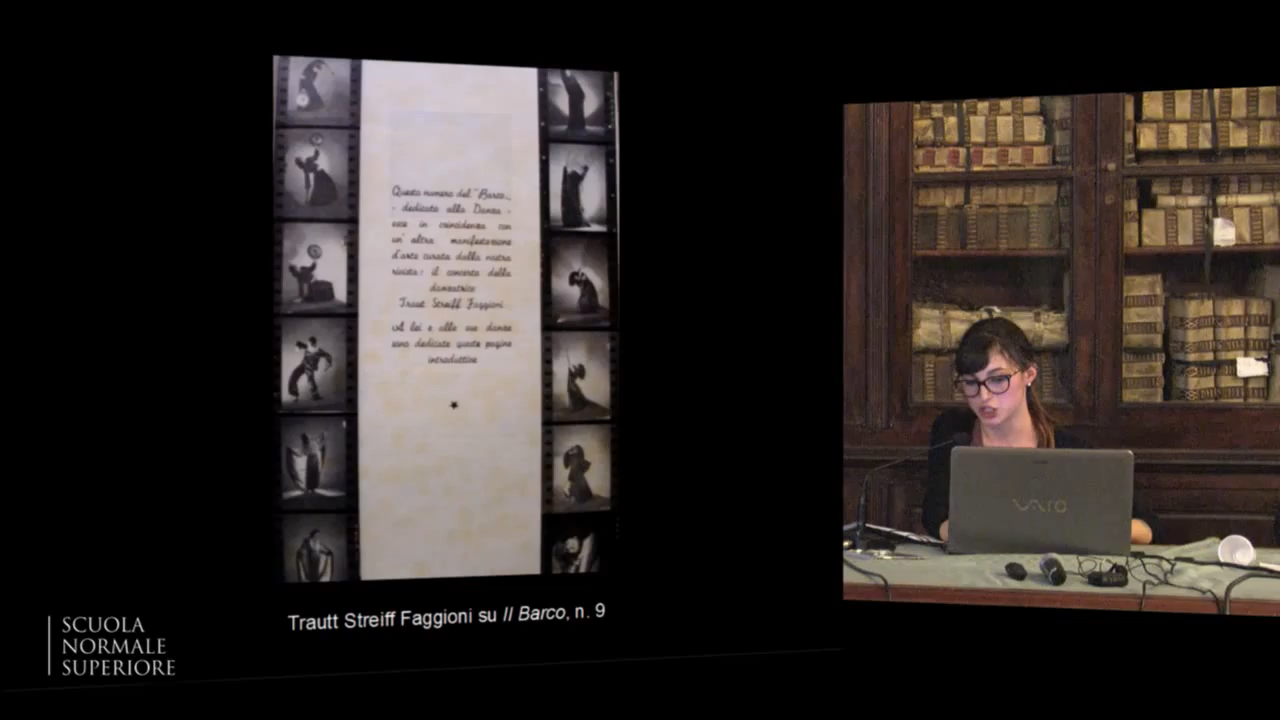 Questo numero del "Barco„
- dedicato alla Danza -
esce in coincidenza con
un'altra manifestazione
d'arte curata dalla nostra
rivista: il concerto della
danzatrice
Traut Streiff Faggioni.
A lei e alle sue danze
sono dedicate queste pagine
introduttive
Trautt Streiff Faggioni su Il Barco, n. 9
SCUOLA
NORMALE
SUPERIORE
VAIO